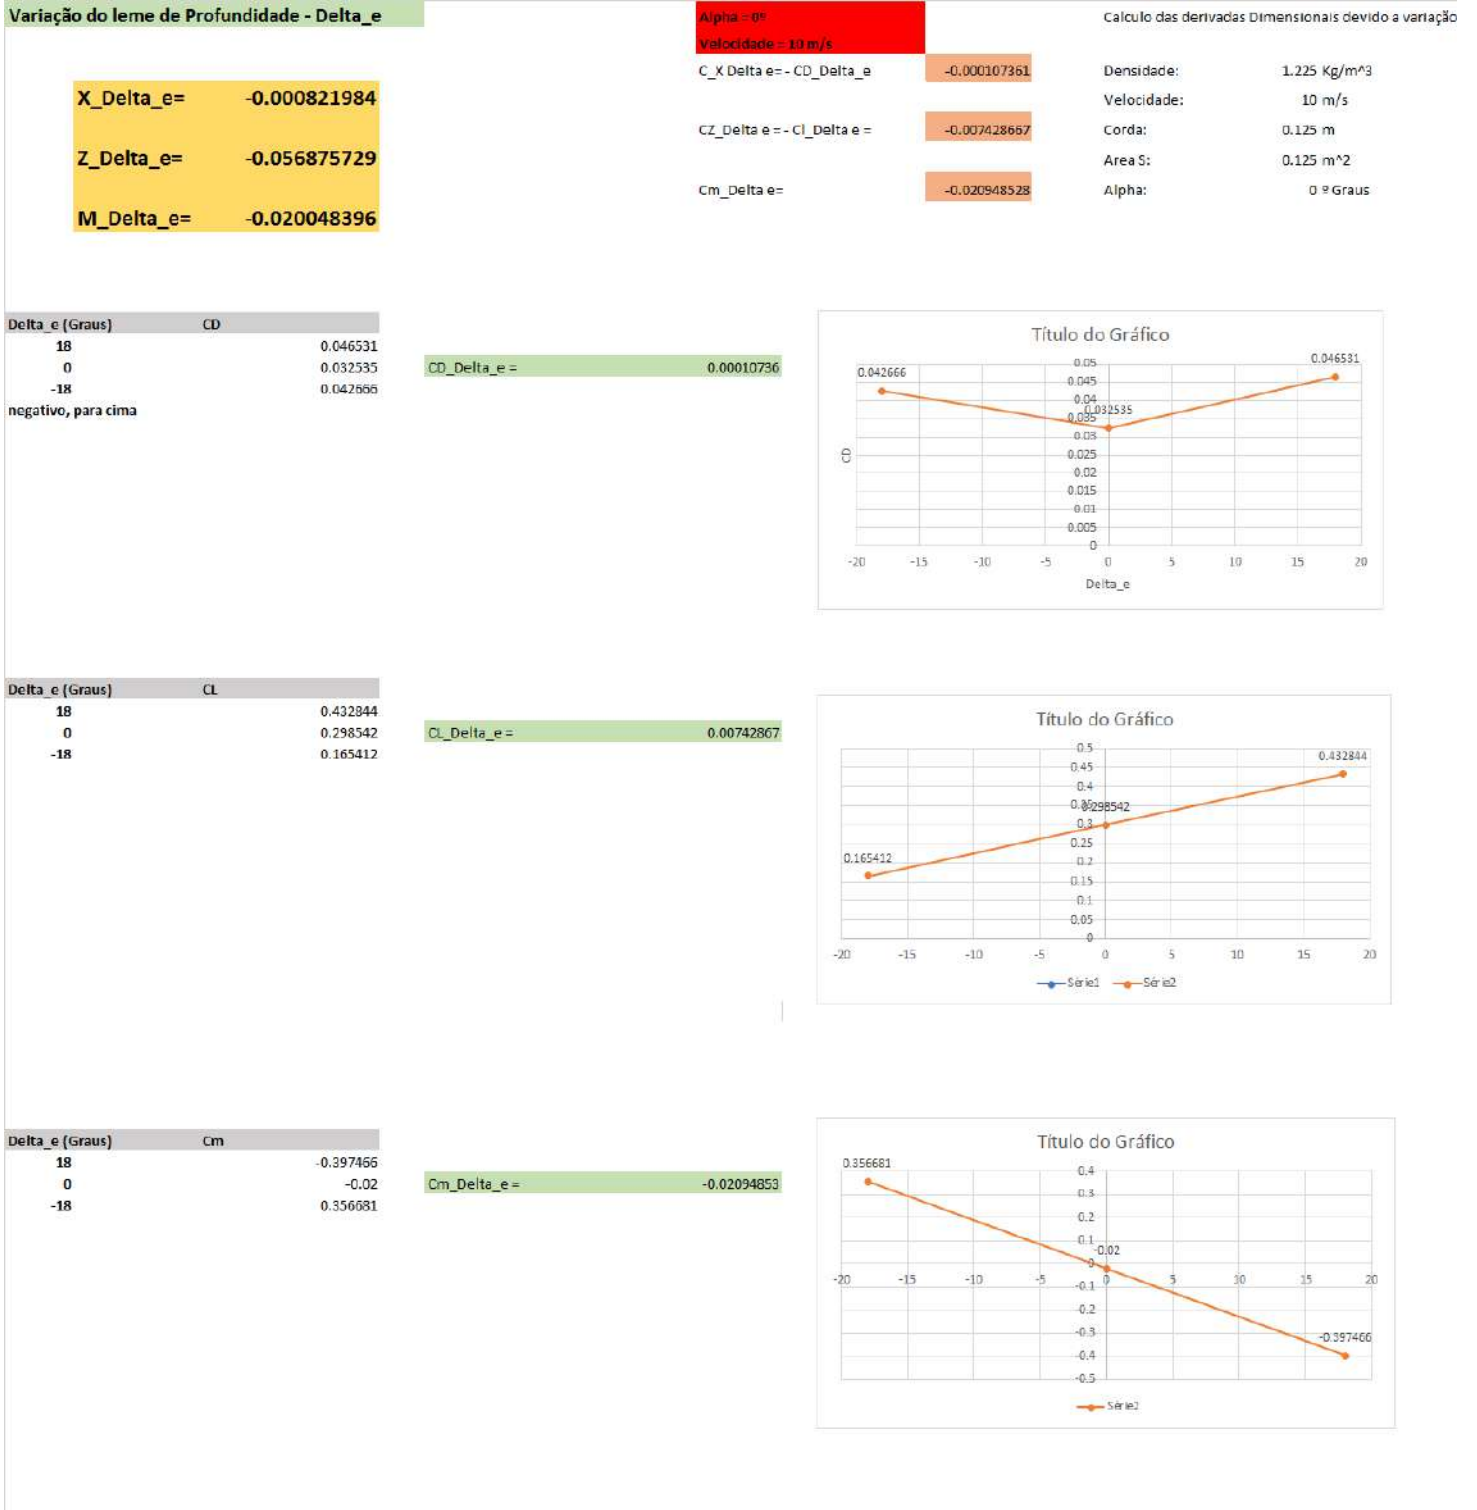 Variação do leme de Profundidade - Delta_e
Alpha = 0º
Velocidade = 10 m/s
Calculo das derivadas Dimensionais devido a variação
X_Delta_e= -0.000821984
Z_Delta_e= -0.056875729
M_Delta_e= -0.020048396
C_X Delta e= - CD_Delta_e -0.000107361
CZ_Delta e = - Cl_Delta e = -0.007428667
Cm_Delta e= -0.020948528
Densidade: 1.225 Kg/m^3
Velocidade: 10 m/s
Corda: 0.125 m
Area S: 0.125 m^2
Alpha: 0 º Graus
Delta_e (Graus) CD
18 0.046531
0 0.032535
-18 0.042666
negativo, para cima
CD_Delta_e = 0.00010736
Título do Gráfico
0.042666
0.032535
0.046531
0.05
0.045
0.04
0.035
0.03
0.025
0.02
0.015
0.01
0.005
0
-20 -15 -10 -5 0 5 10 15 20
CD
Delta_e
Delta_e (Graus) CL
18 0.432844
0 0.298542
-18 0.165412
CL_Delta_e = 0.00742867
Título do Gráfico
0.165412
0.298542
0.432844
0.5
0.45
0.4
0.35
0.3
0.25
0.2
0.15
0.1
0.05
0
-20 -15 -10 -5 0 5 10 15 20
Série1 Série2
Delta_e (Graus) Cm
18 -0.397466
0 -0.02
-18 0.356681
Cm_Delta_e = -0.02094853
Título do Gráfico
0.356681
-0.02
-0.397466
0.4
0.3
0.2
0.1
0
-0.1
-0.2
-0.3
-0.4
-0.5
-20 -15 -10 -5 0 5 10 15 20
Série2